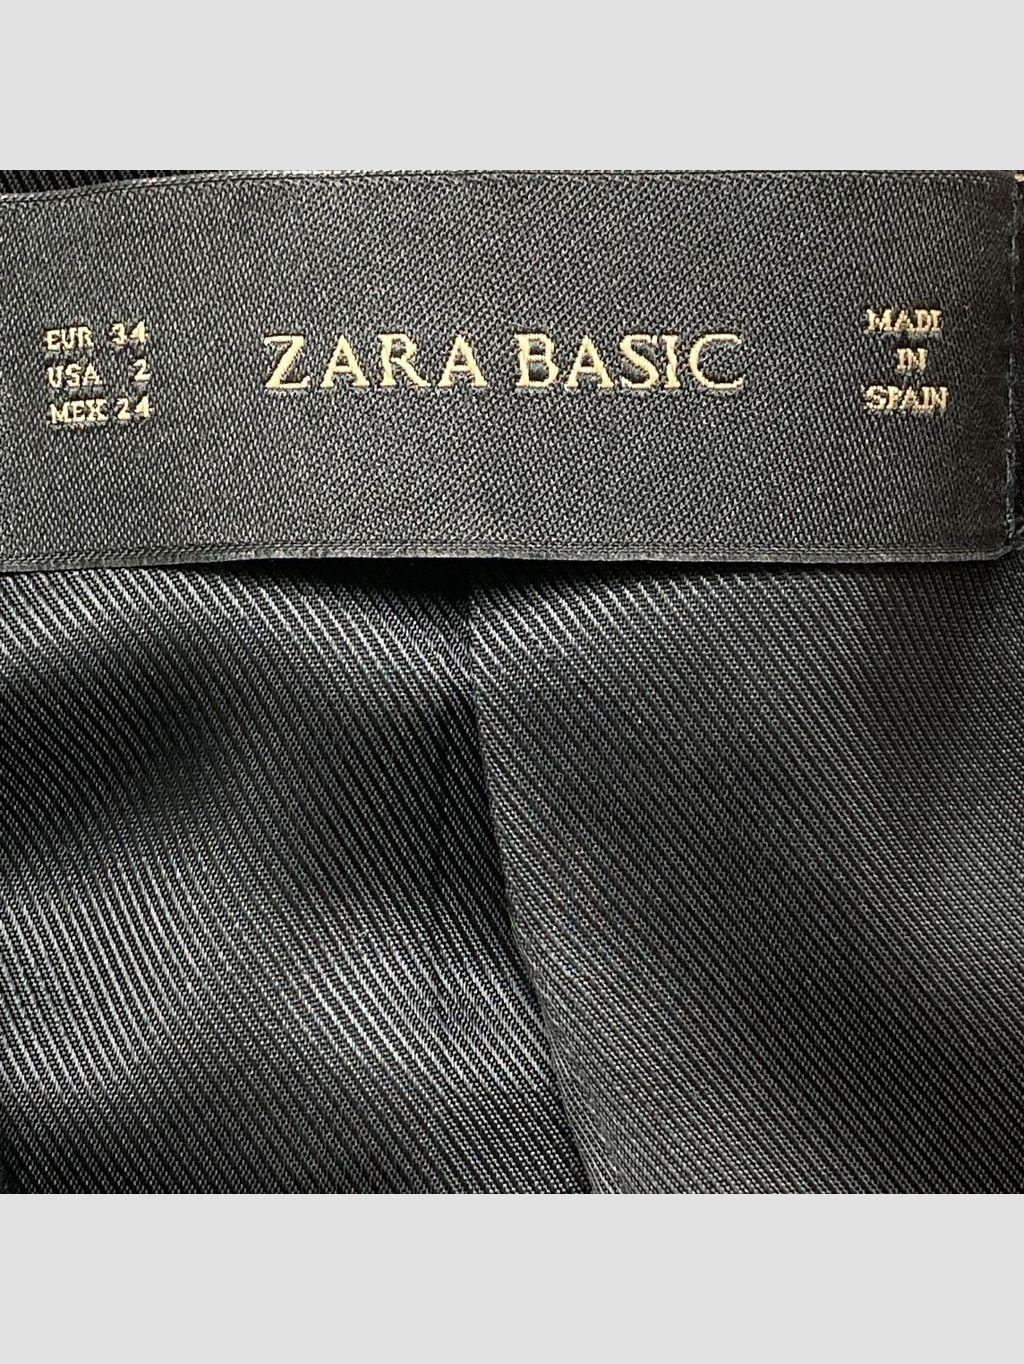 EUR 34
USA 2
MEX 24
ZARA BASIC
MADE
IN
SPAIN